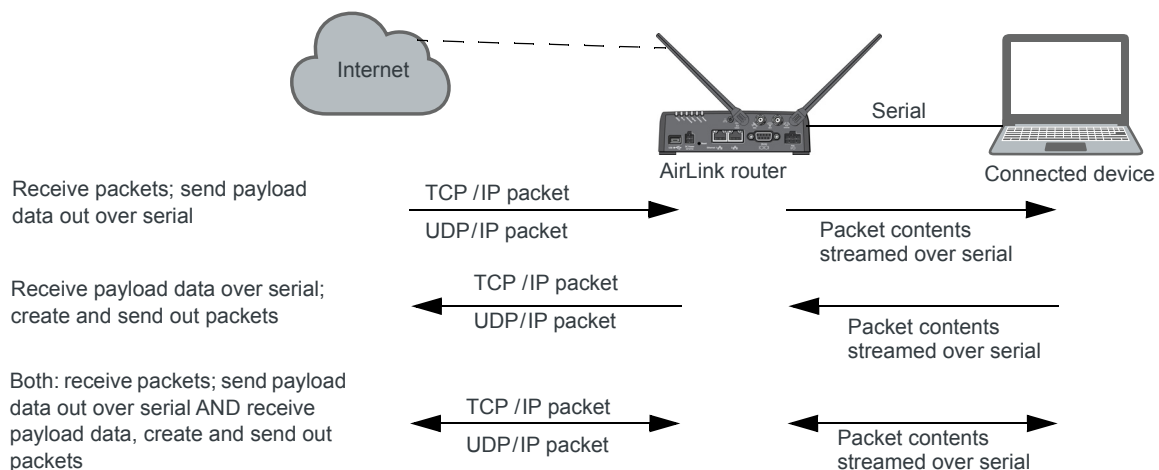 Internet
Serial
AirLink router
Connected device
Receive packets; send payload
data out over serial
TCP /IP packet
UDP/IP packet
Packet contents
streamed over serial
Receive payload data over serial;
create and send out packets
TCP /IP packet
UDP/IP packet
Packet contents
streamed over serial
Both: receive packets; send payload
data out over serial AND receive
payload data, create and send out
packets
TCP /IP packet
UDP/IP packet
Packet contents
streamed over serial